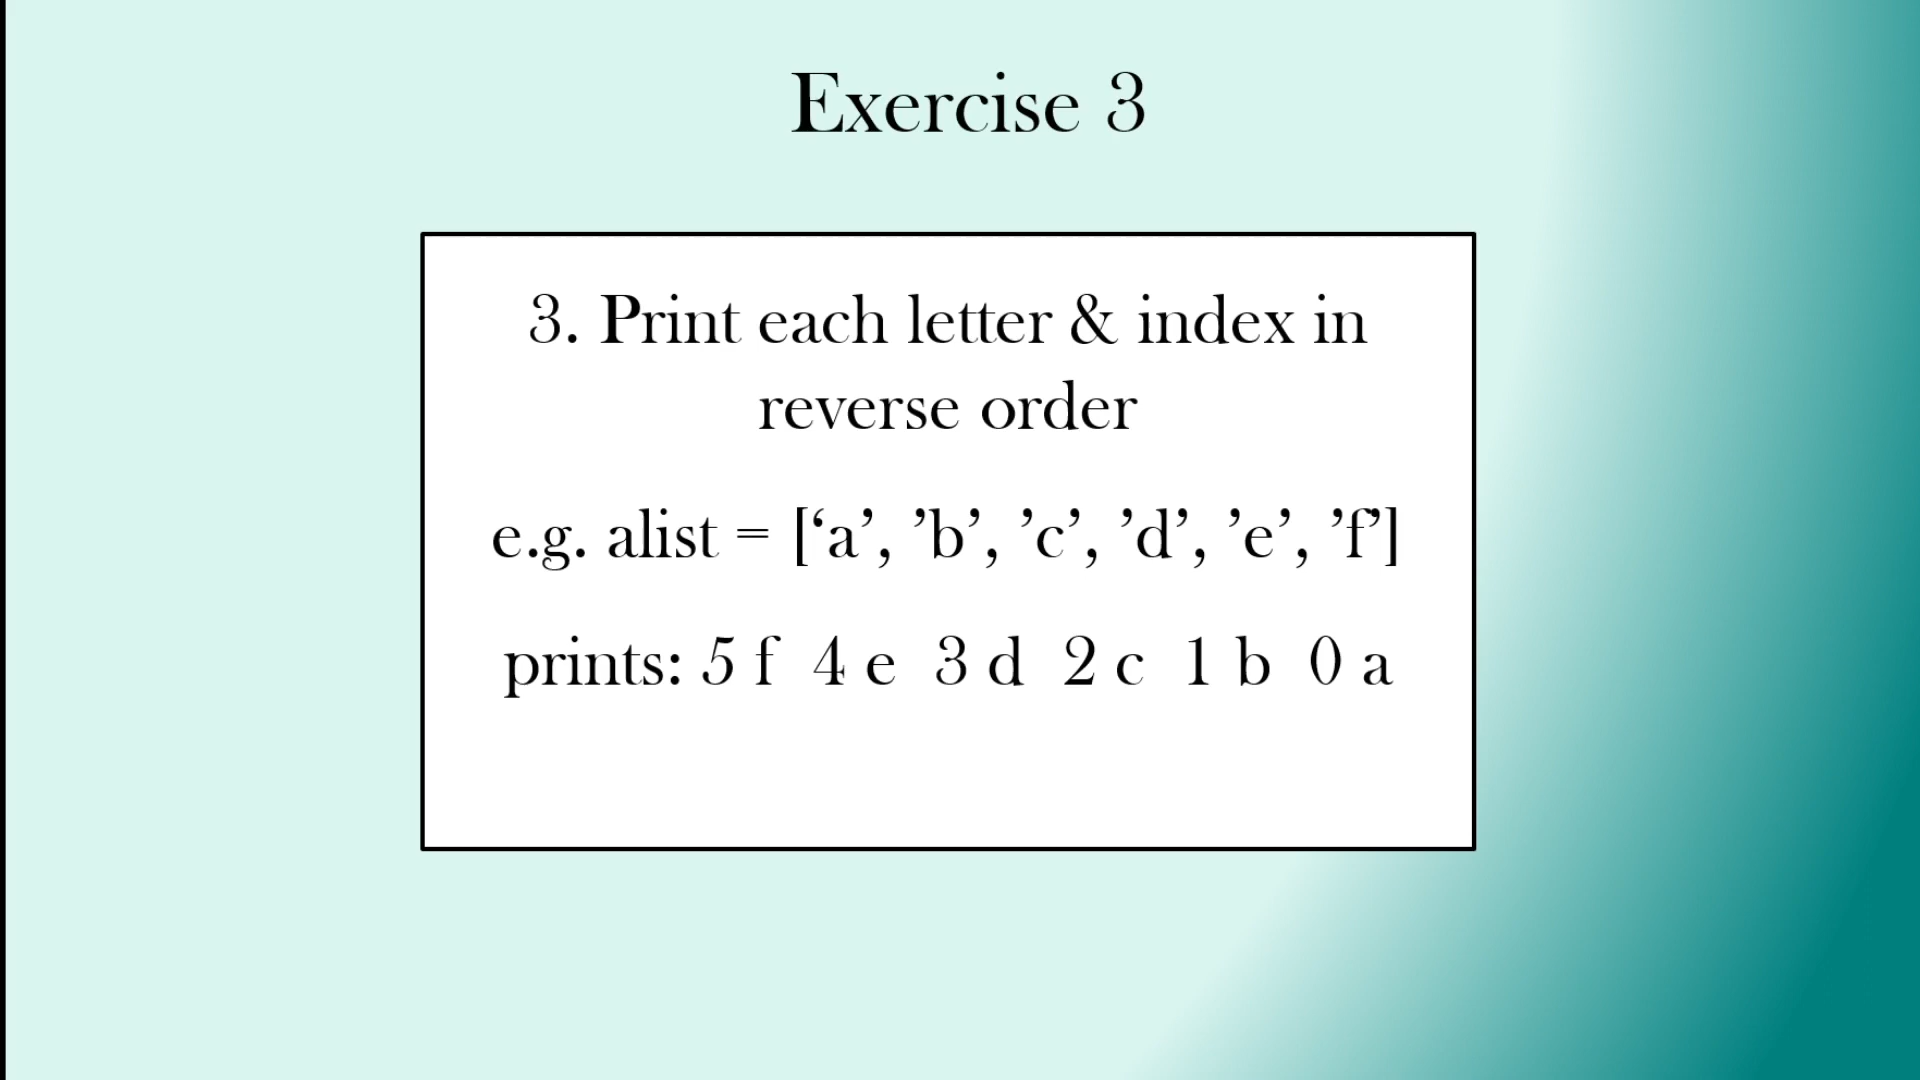 Exercise 3
3. Print each letter & index in
reverse order
e.g. alist = [‘a’, ’b’, ’c’, ’d’, ’e’, ’f’]
prints: 5 f  4 e  3 d  2 c  1 b  0 a